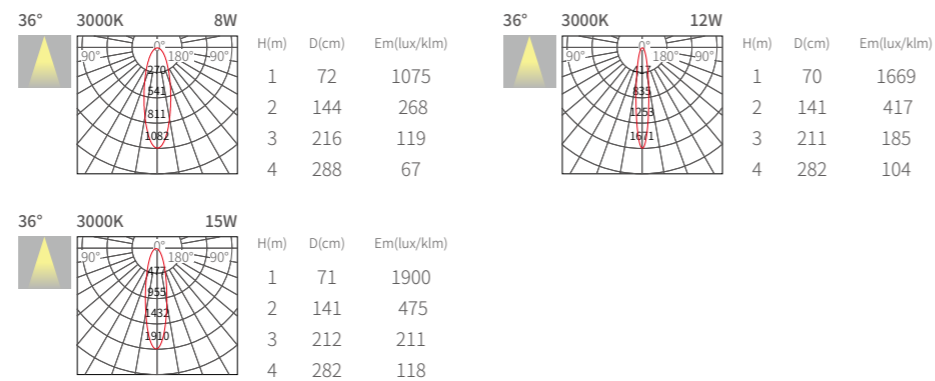 36° 3000K 8W
0°
90° 180° 90°
270
541
811
1082
H(m) D(cm) Em(lux/klm)
1 72 1075
2 144 268
3 216 119
4 288 67
36° 3000K 12W
0°
90° 180° 90°
417
835
1253
1671
H(m) D(cm) Em(lux/klm)
1 70 1669
2 141 417
3 211 185
4 282 104
36° 3000K 15W
0°
90° 180° 90°
477
955
1432
1910
H(m) D(cm) Em(lux/klm)
1 71 1900
2 141 475
3 212 211
4 282 118